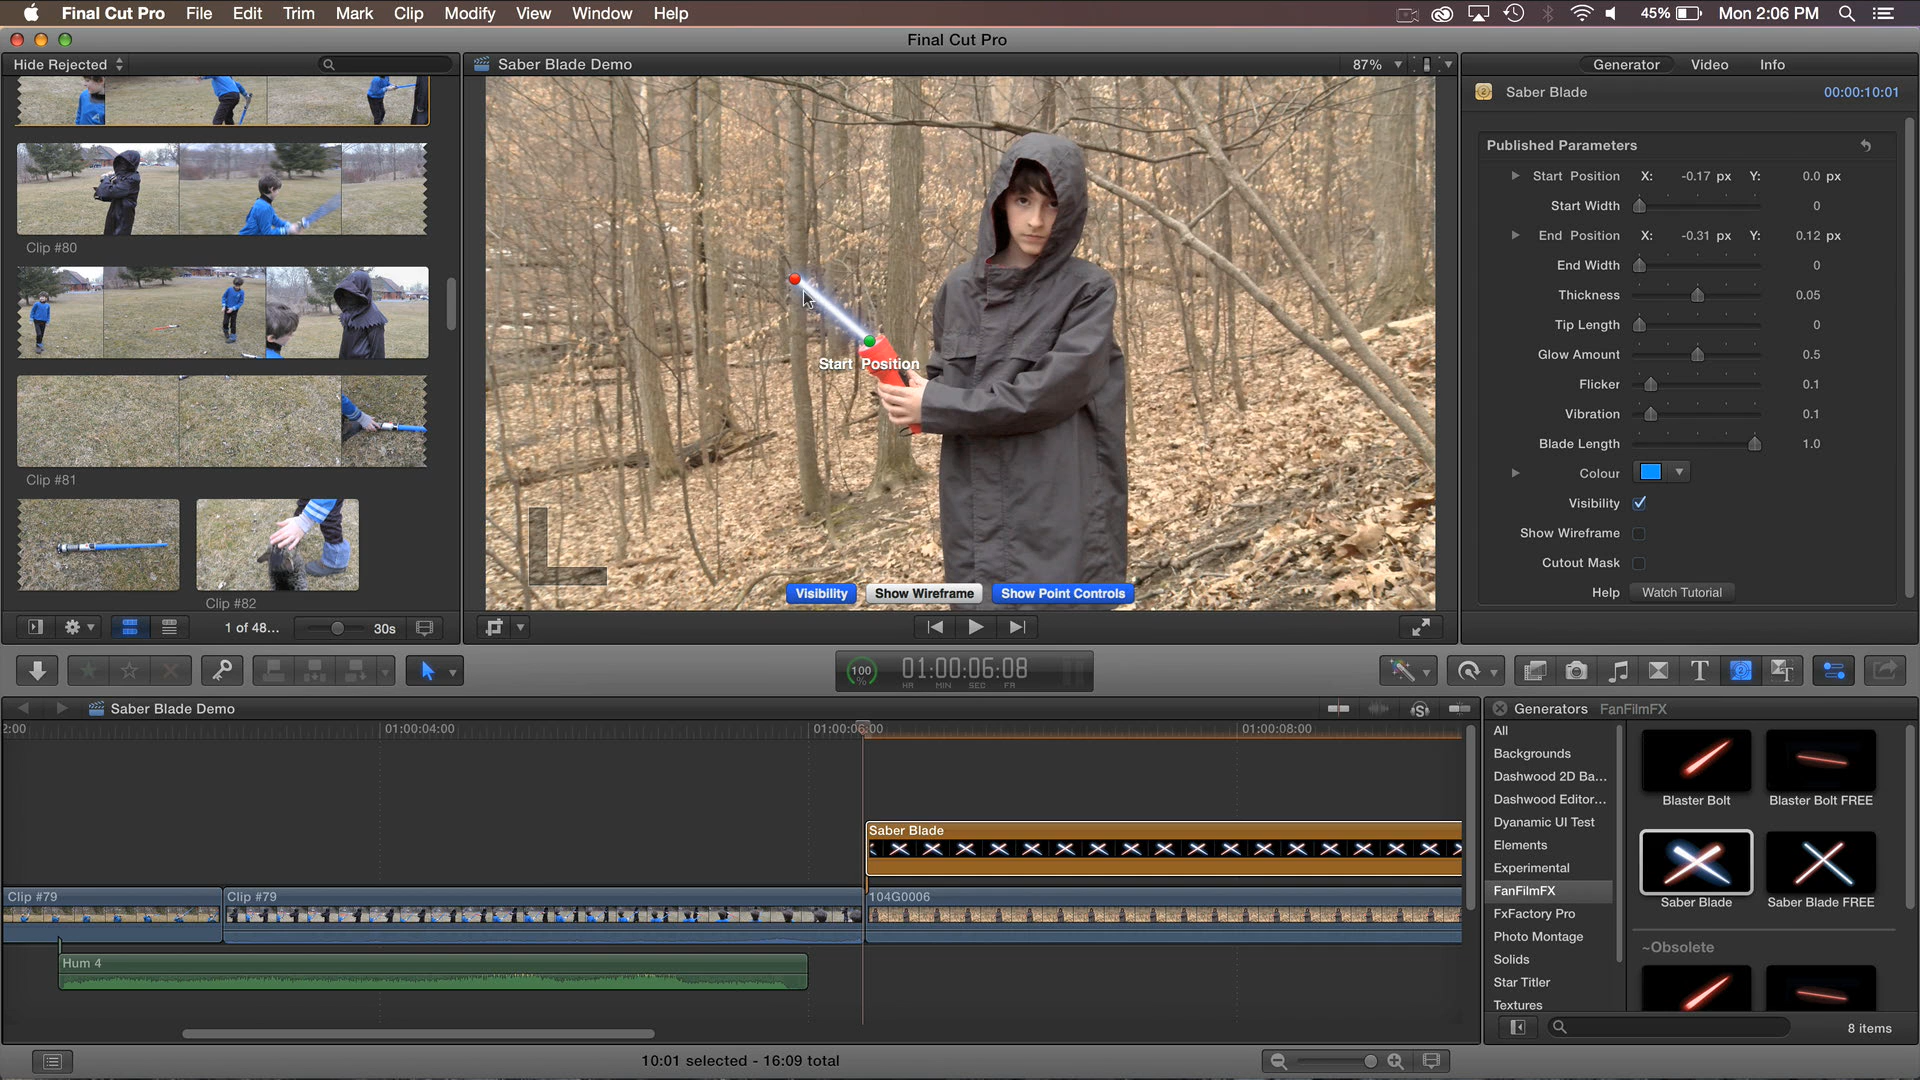 Final Cut Pro File Edit Trim Mark Clip Modify View Window Help 45% Mon 2:06 PM
Final Cut Pro
Hide Rejected
Clip #80
Clip #81
Clip #82
1 of 48... 30s
Saber Blade Demo 87%
Start Position
Visibility Show Wireframe Show Point Controls
Generator Video Info
Saber Blade 00:00:10:01
Published Parameters
Start Position X: -0.17 px Y: 0.0 px
Start Width 0
End Position X: -0.31 px Y: 0.12 px
End Width 0
Thickness 0.05
Tip Length 0
Glow Amount 0.5
Flicker 0.1
Vibration 0.1
Blade Length 1.0
Colour
Visibility
Show Wireframe
Cutout Mask
Help Watch Tutorial
100 % 01:00:06:08
HR MIN SEC FR
Saber Blade Demo
2:00 01:00:04:00 01:00:06:00 01:00:08:00
Saber Blade
Clip #79 Clip #79 104G0006
Hum 4
10:01 selected - 16:09 total
Generators FanFilmFX
All
Backgrounds
Dashwood 2D Ba...
Dashwood Editor...
Dyanamic UI Test
Elements
Experimental
FanFilmFX
FxFactory Pro
Photo Montage
Solids
Star Titler
Textures
Blaster Bolt Blaster Bolt FREE
Saber Blade Saber Blade FREE
~Obsolete
8 items